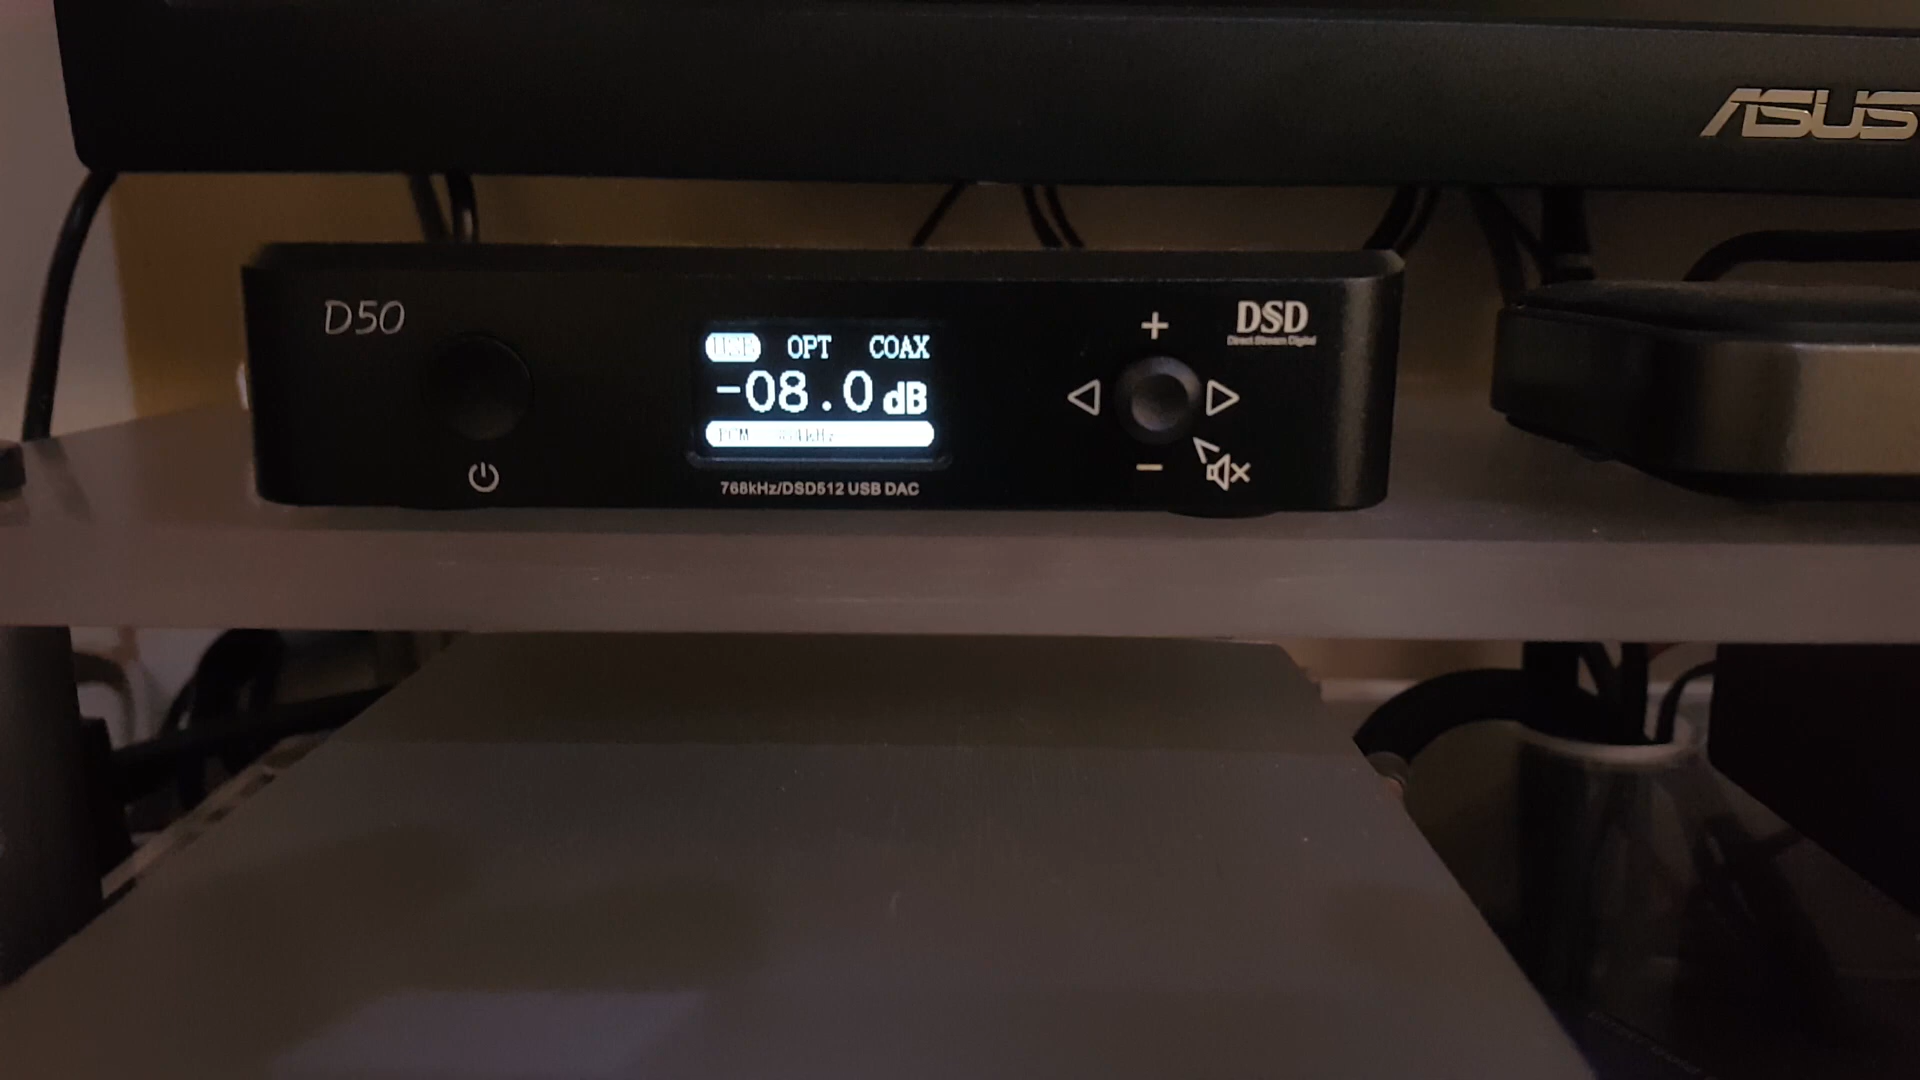 ASUS
D50
USB OPT COAX
-08.0 dB
PCM
DSD
Direct Stream Digital
768kHz/DSD512 USB DAC